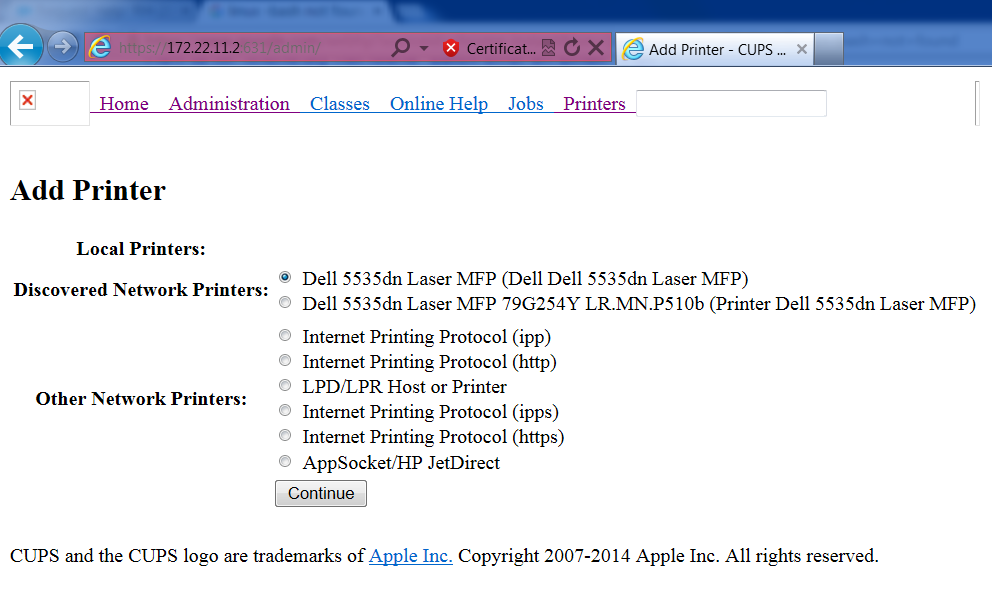 https://172.22.11.2:631/admin/ Certificat... Add Printer - CUPS ...
Home Administration Classes Online Help Jobs Printers
Add Printer
Local Printers:
Discovered Network Printers:
Dell 5535dn Laser MFP (Dell Dell 5535dn Laser MFP)
Dell 5535dn Laser MFP 79G254Y LR.MN.P510b (Printer Dell 5535dn Laser MFP)
Other Network Printers:
Internet Printing Protocol (ipp)
Internet Printing Protocol (http)
LPD/LPR Host or Printer
Internet Printing Protocol (ipps)
Internet Printing Protocol (https)
AppSocket/HP JetDirect
Continue
CUPS and the CUPS logo are trademarks of Apple Inc. Copyright 2007-2014 Apple Inc. All rights reserved.